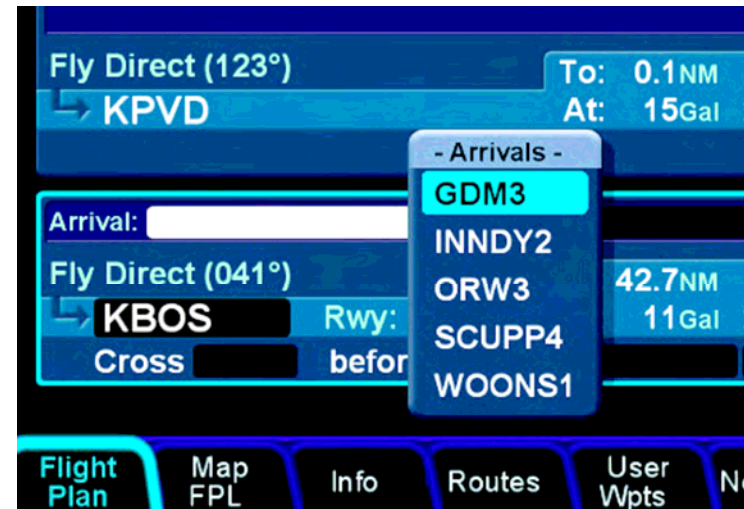 Fly Direct (123°) To: 0.1NM
KPVD At: 15Gal
- Arrivals -
GDM3
INNDY2
ORW3
SCUPP4
WOONS1
Arrival:
Fly Direct (041°) 42.7NM
KBOS Rwy: 11Gal
Cross befor
Flight Plan
Map FPL
Info
Routes
User Wpts